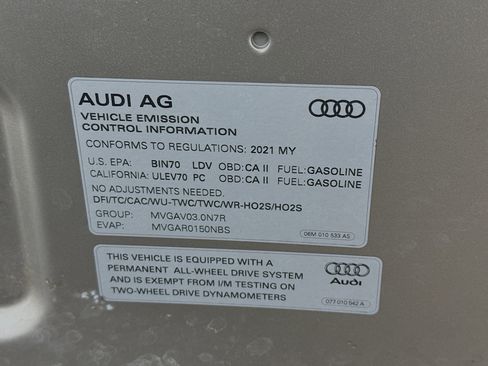 AUDI AG
VEHICLE EMISSION
CONTROL INFORMATION
CONFORMS TO REGULATIONS: 2021 MY
U.S. EPA: BIN70 LDV OBD:CA II FUEL:GASOLINE
CALIFORNIA: ULEV70 PC OBD:CA II FUEL:GASOLINE
NO ADJUSTMENTS NEEDED.
DFI/TC/CAC/WU-TWC/TWC/WR-HO2S/HO2S
GROUP: MVGAV03.0N7R
EVAP: MVGAR0150NBS
06M 010 533 AS
THIS VEHICLE IS EQUIPPED WITH A
PERMANENT ALL-WHEEL DRIVE SYSTEM
AND IS EXEMPT FROM I/M TESTING ON
TWO-WHEEL DRIVE DYNAMOMETERS
Audi
077 010 542 A